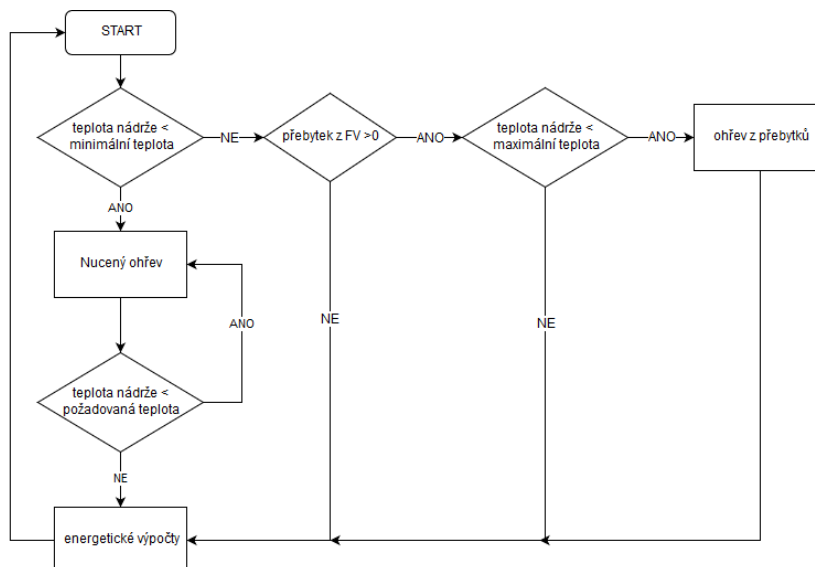 START
teplota nádrže <
minimální teplota
NE
přebytek z FV >0
ANO
teplota nádrže <
maximální teplota
ANO
ohřev z přebytků
ANO
Nucený ohřev
ANO
NE
NE
teplota nádrže <
požadovaná teplota
NE
energetické výpočty